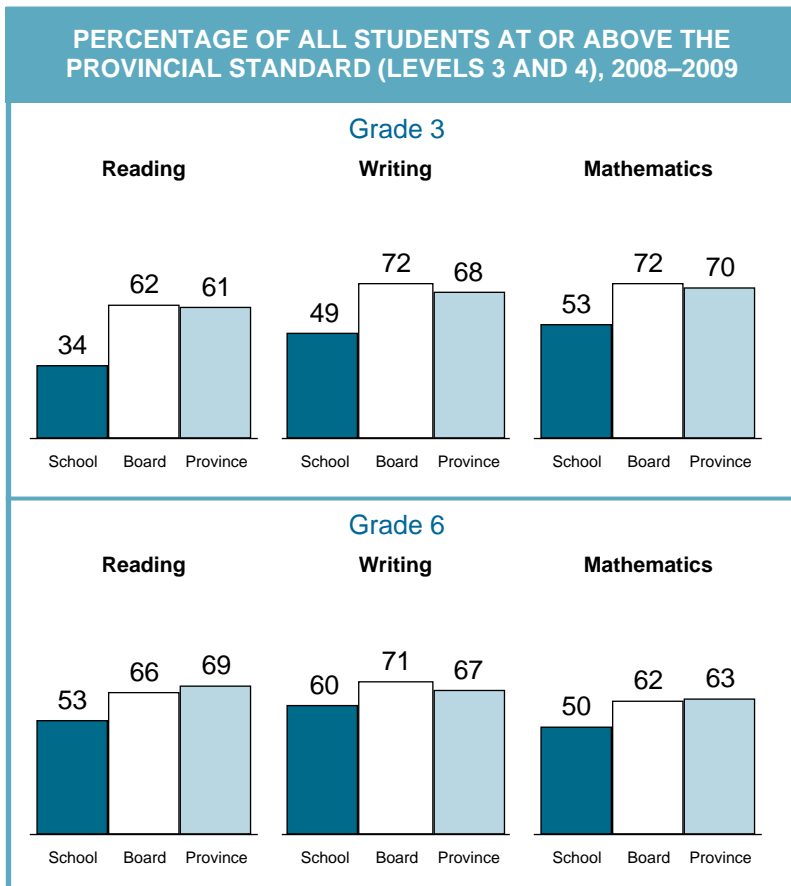 PERCENTAGE OF ALL STUDENTS AT OR ABOVE THE
PROVINCIAL STANDARD (LEVELS 3 AND 4), 2008–2009
Grade 3
Reading Writing Mathematics
34 62 61 49 72 68 53 72 70
School Board Province School Board Province School Board Province
Grade 6
Reading Writing Mathematics
53 66 69 60 71 67 50 62 63
School Board Province School Board Province School Board Province